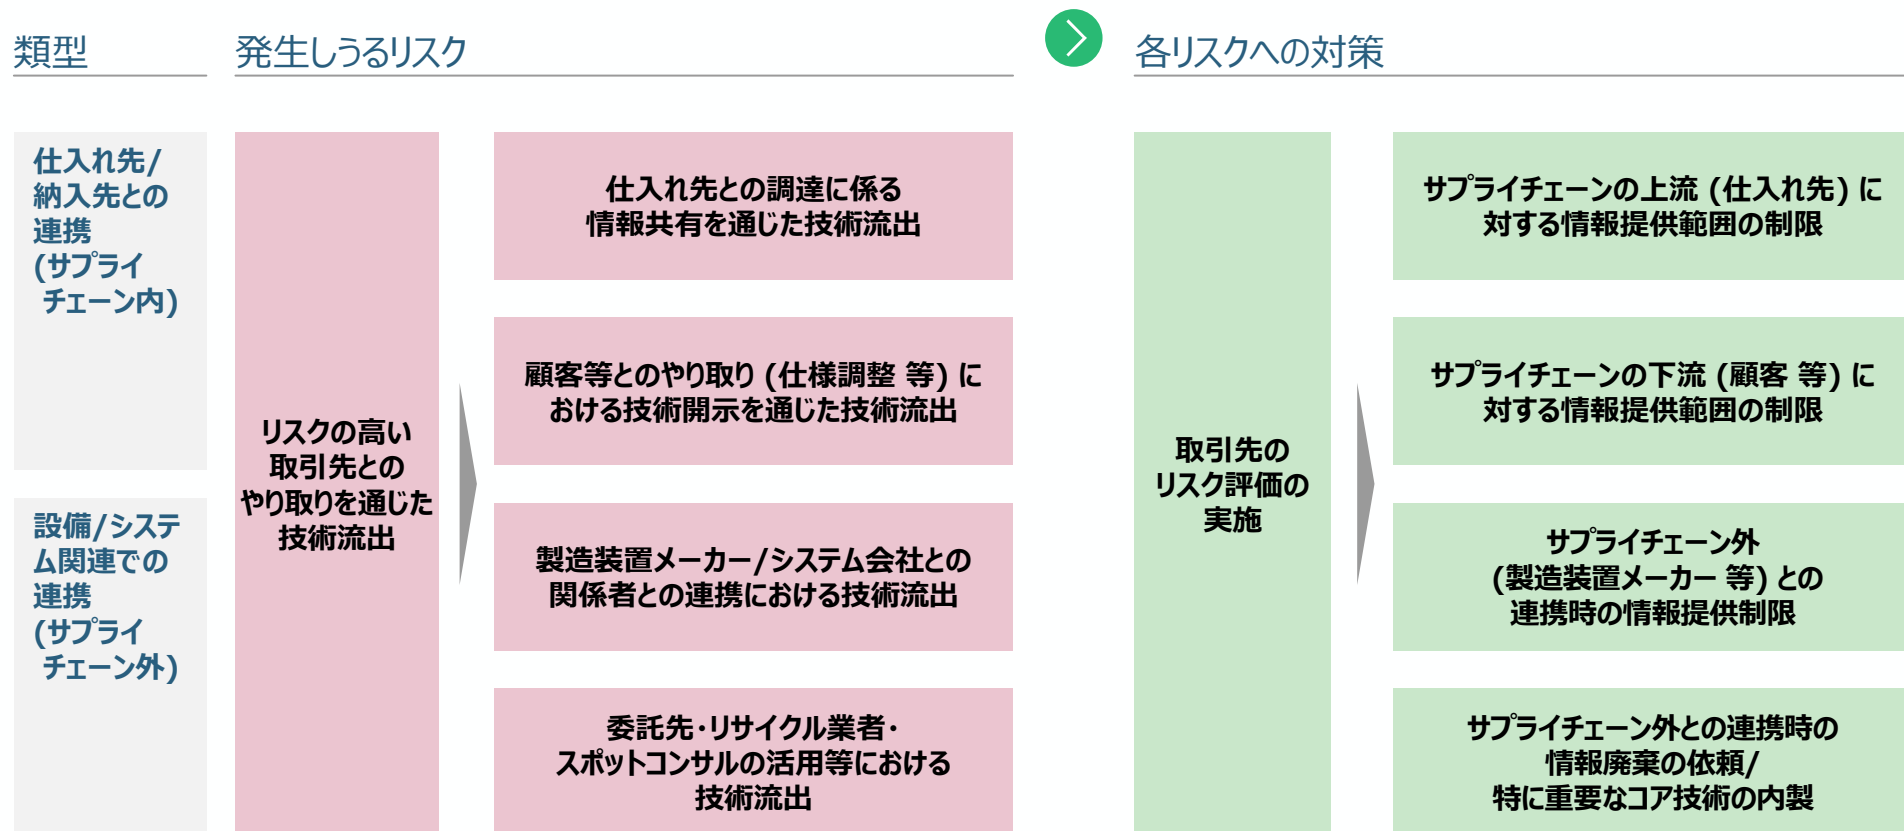 類型
発生しうるリスク
各リスクへの対策
仕入れ先/
納入先との
連携
(サプライ
チェーン内)
設備/システ
ム関連での
連携
(サプライ
チェーン外)
リスクの高い
取引先との
やり取りを通じた
技術流出
仕入れ先との調達に係る
情報共有を通じた技術流出
顧客等とのやり取り (仕様調整 等) に
おける技術開示を通じた技術流出
製造装置メーカー/システム会社との
関係者との連携における技術流出
委託先・リサイクル業者・
スポットコンサルの活用等における
技術流出
取引先の
リスク評価の
実施
サプライチェーンの上流 (仕入れ先) に
対する情報提供範囲の制限
サプライチェーンの下流 (顧客 等) に
対する情報提供範囲の制限
サプライチェーン外
(製造装置メーカー 等) との
連携時の情報提供制限
サプライチェーン外との連携時の
情報廃棄の依頼/
特に重要なコア技術の内製